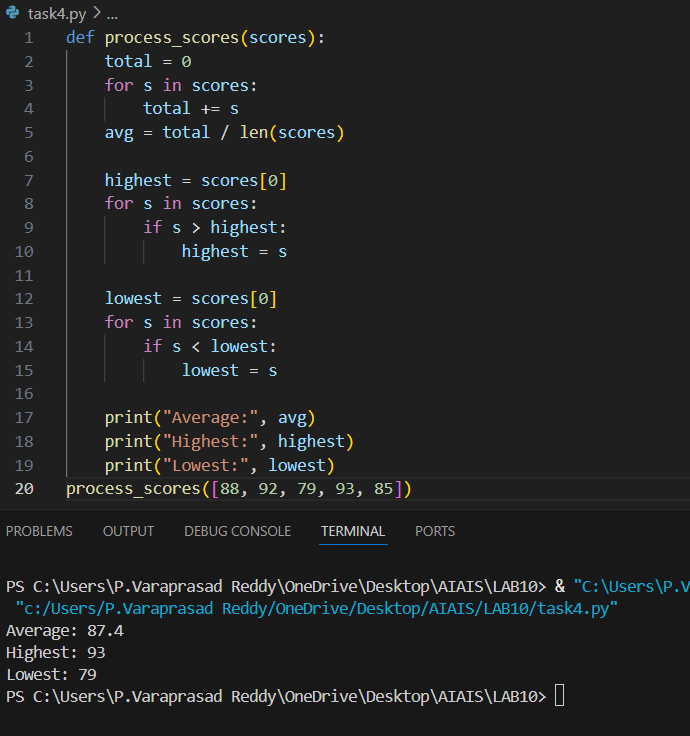 task4.py > ...
1 def process_scores(scores):
2     total = 0
3     for s in scores:
4         total += s
5     avg = total / len(scores)
6
7     highest = scores[0]
8     for s in scores:
9         if s > highest:
10             highest = s
11
12     lowest = scores[0]
13     for s in scores:
14         if s < lowest:
15             lowest = s
16
17     print("Average:", avg)
18     print("Highest:", highest)
19     print("Lowest:", lowest)
20 process_scores([88, 92, 79, 93, 85])
PROBLEMS OUTPUT DEBUG CONSOLE TERMINAL PORTS
PS C:\Users\P.Varaprasad Reddy\OneDrive\Desktop\AIAIS\LAB10> & "C:\Users\P.V
"c:/Users/P.Varaprasad Reddy/OneDrive/Desktop/AIAIS/LAB10/task4.py"
Average: 87.4
Highest: 93
Lowest: 79
PS C:\Users\P.Varaprasad Reddy\OneDrive\Desktop\AIAIS\LAB10>